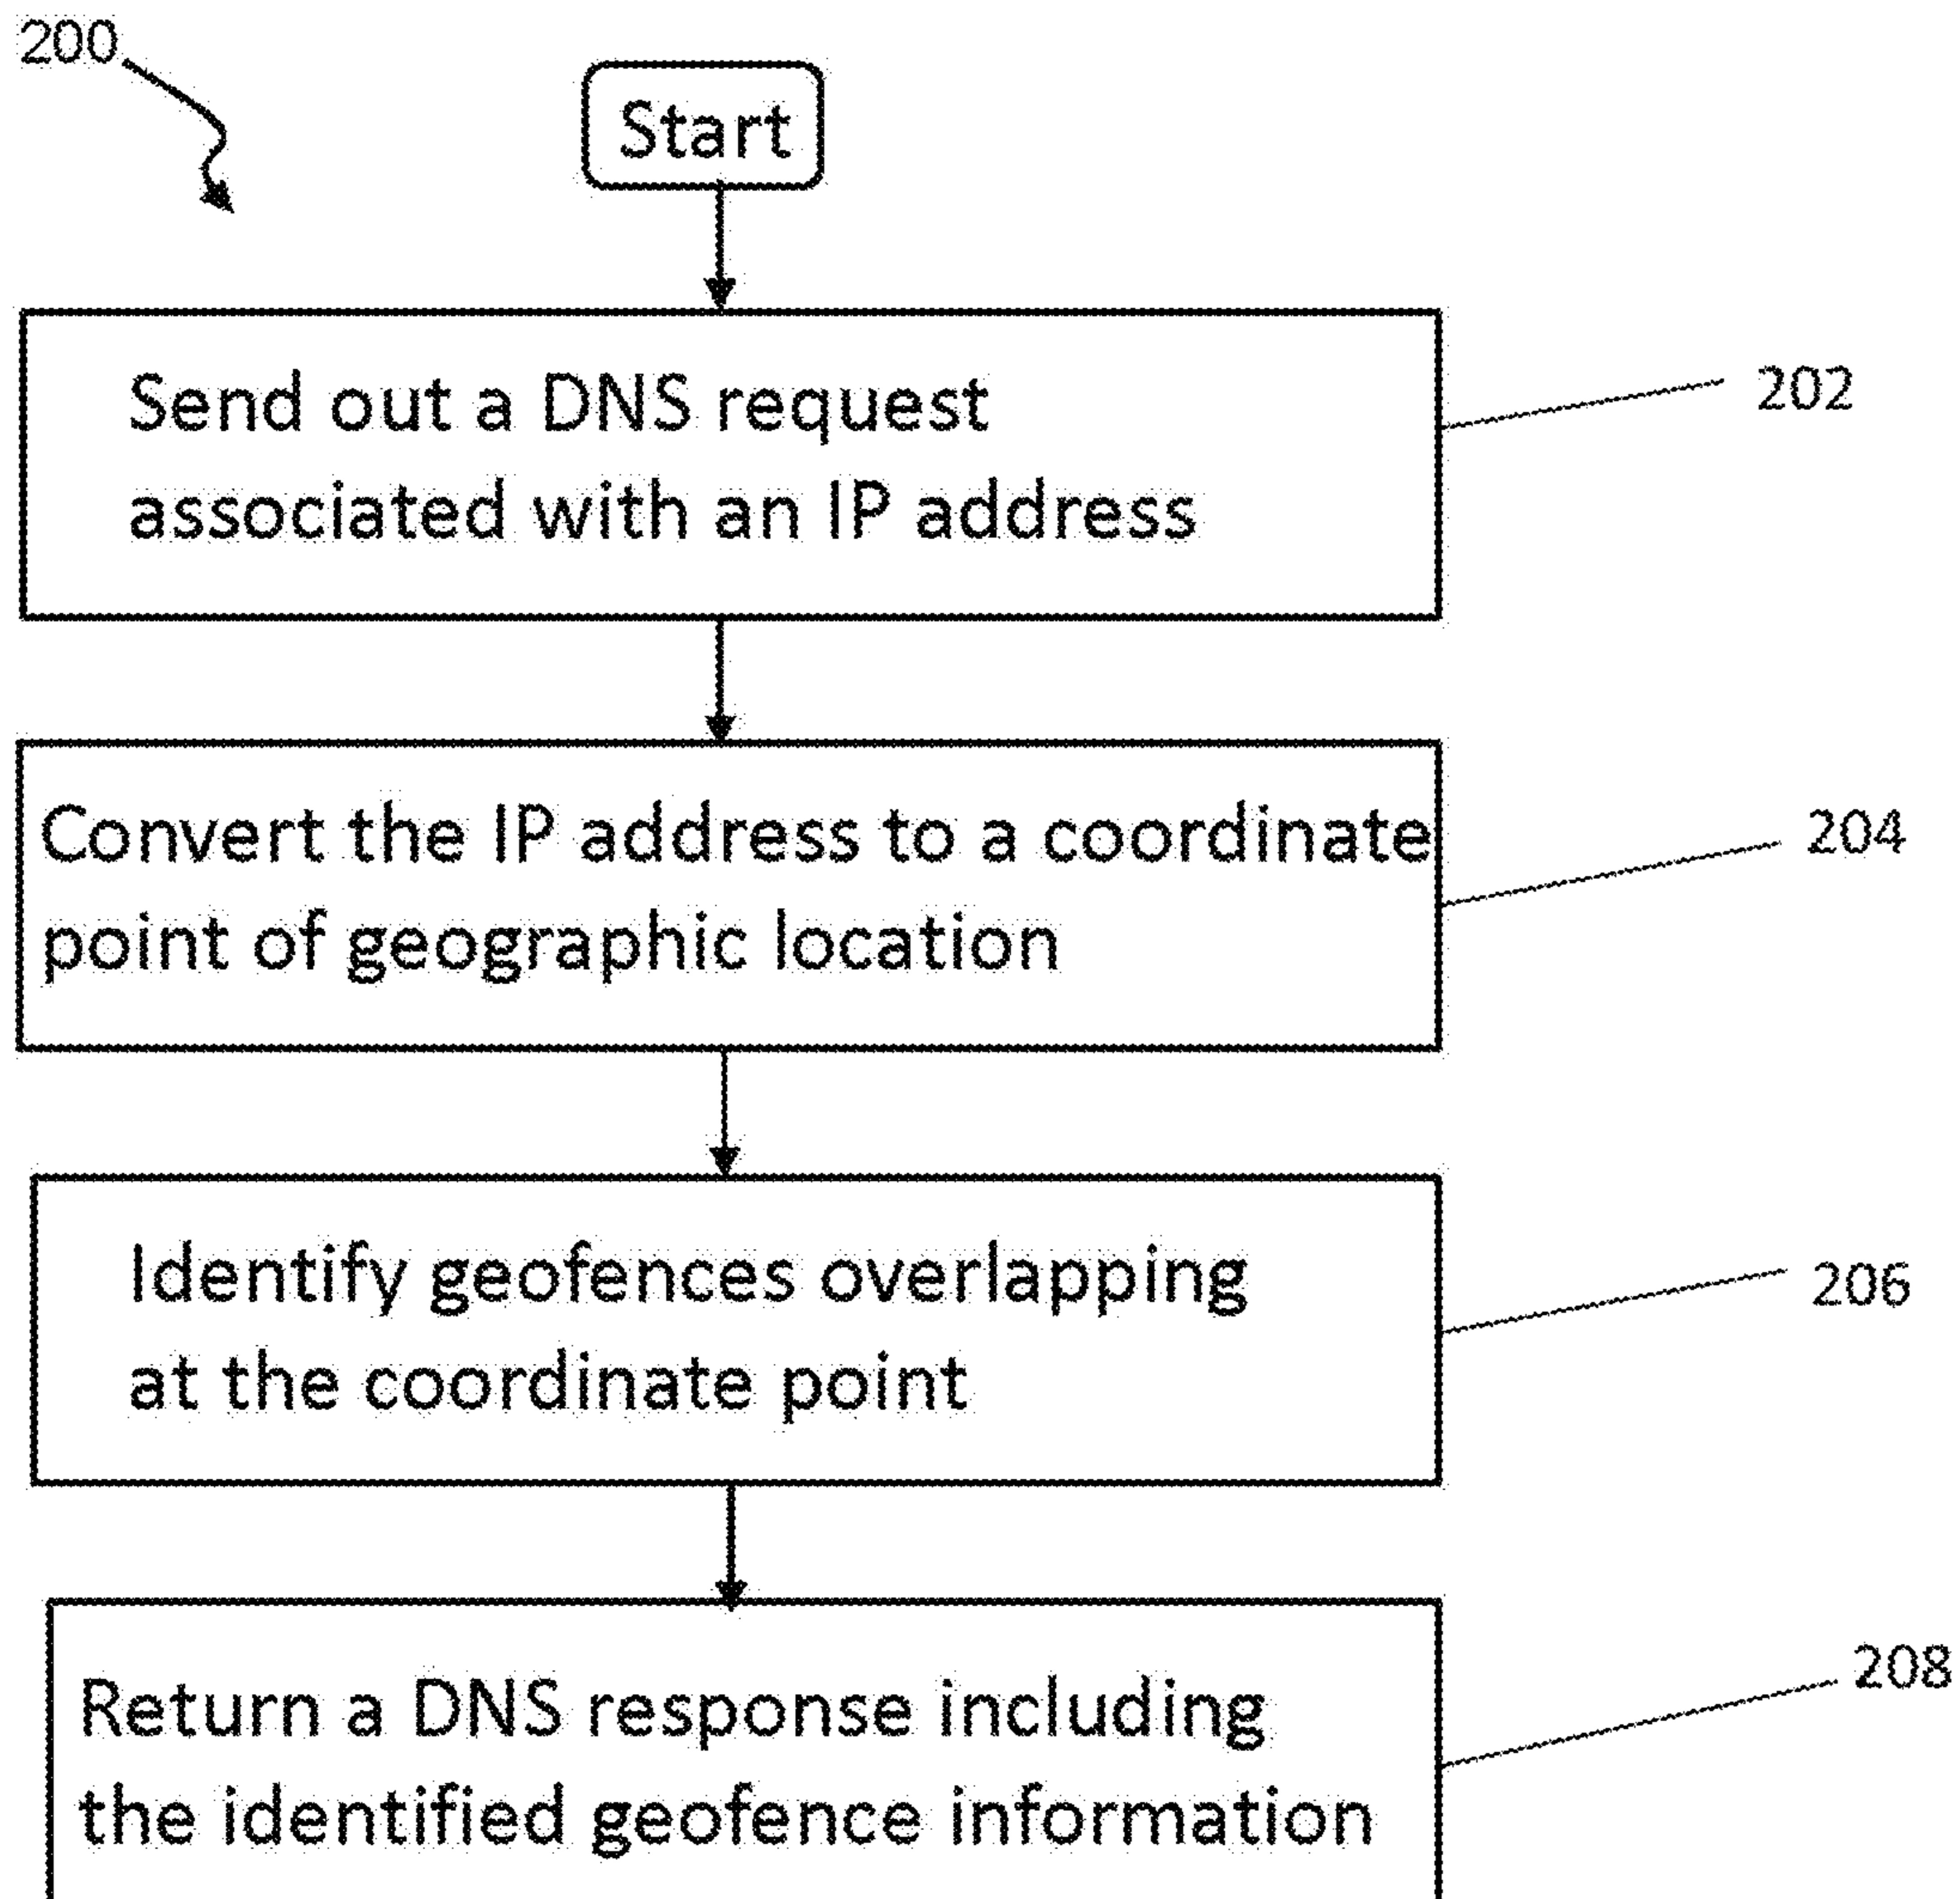 200
Start
Send out a DNS request
associated with an IP address
202
Convert the IP address to a coordinate
point of geographic location
204
Identify geofences overlapping
at the coordinate point
206
Return a DNS response including
the identified geofence information
208